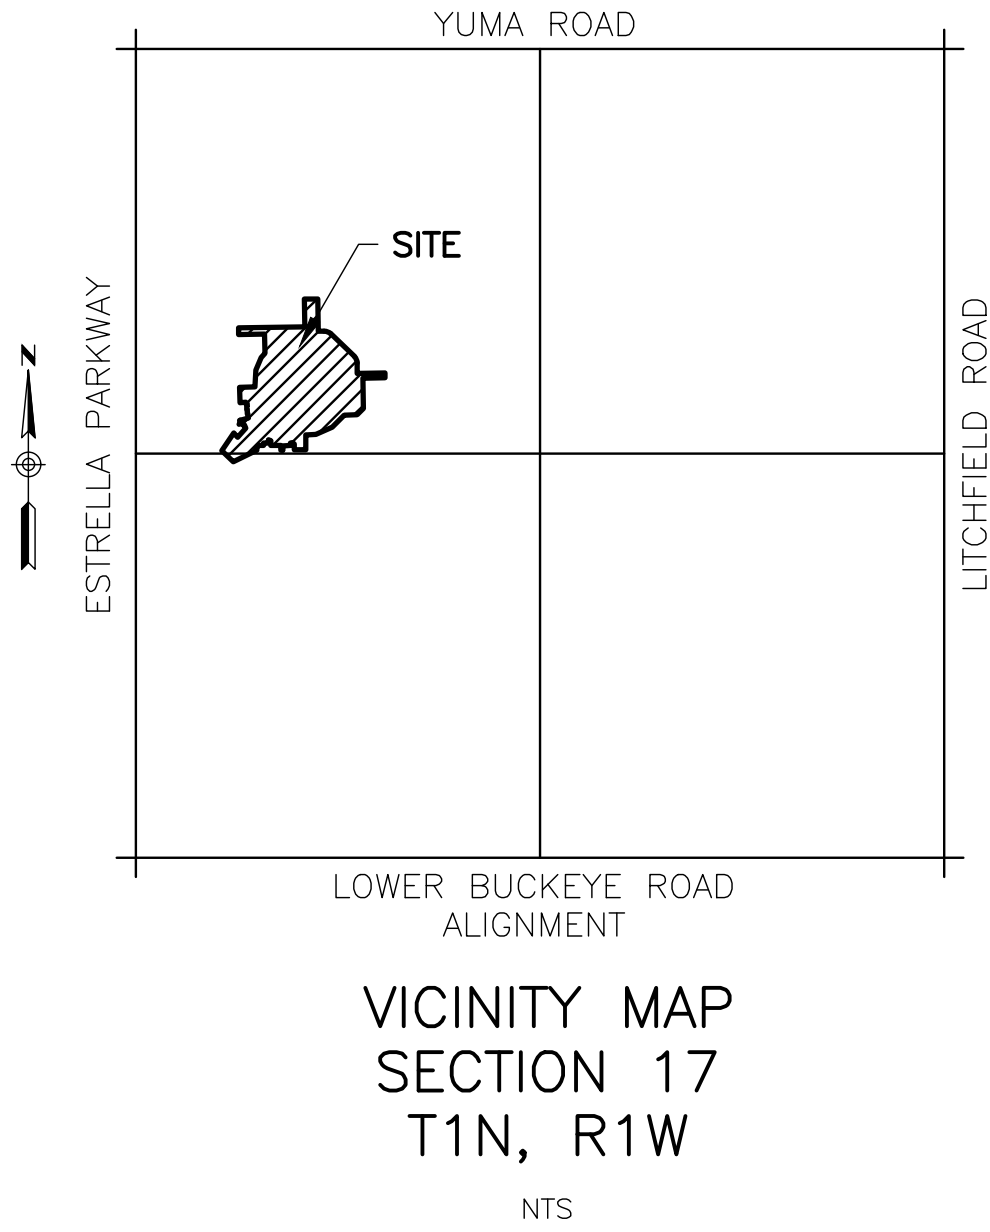 YUMA ROAD
SITE
ESTRELLA PARKWAY
N
LITCHFIELD ROAD
LOWER BUCKEYE ROAD
ALIGNMENT
VICINITY MAP
SECTION 17
T1N, R1W
NTS